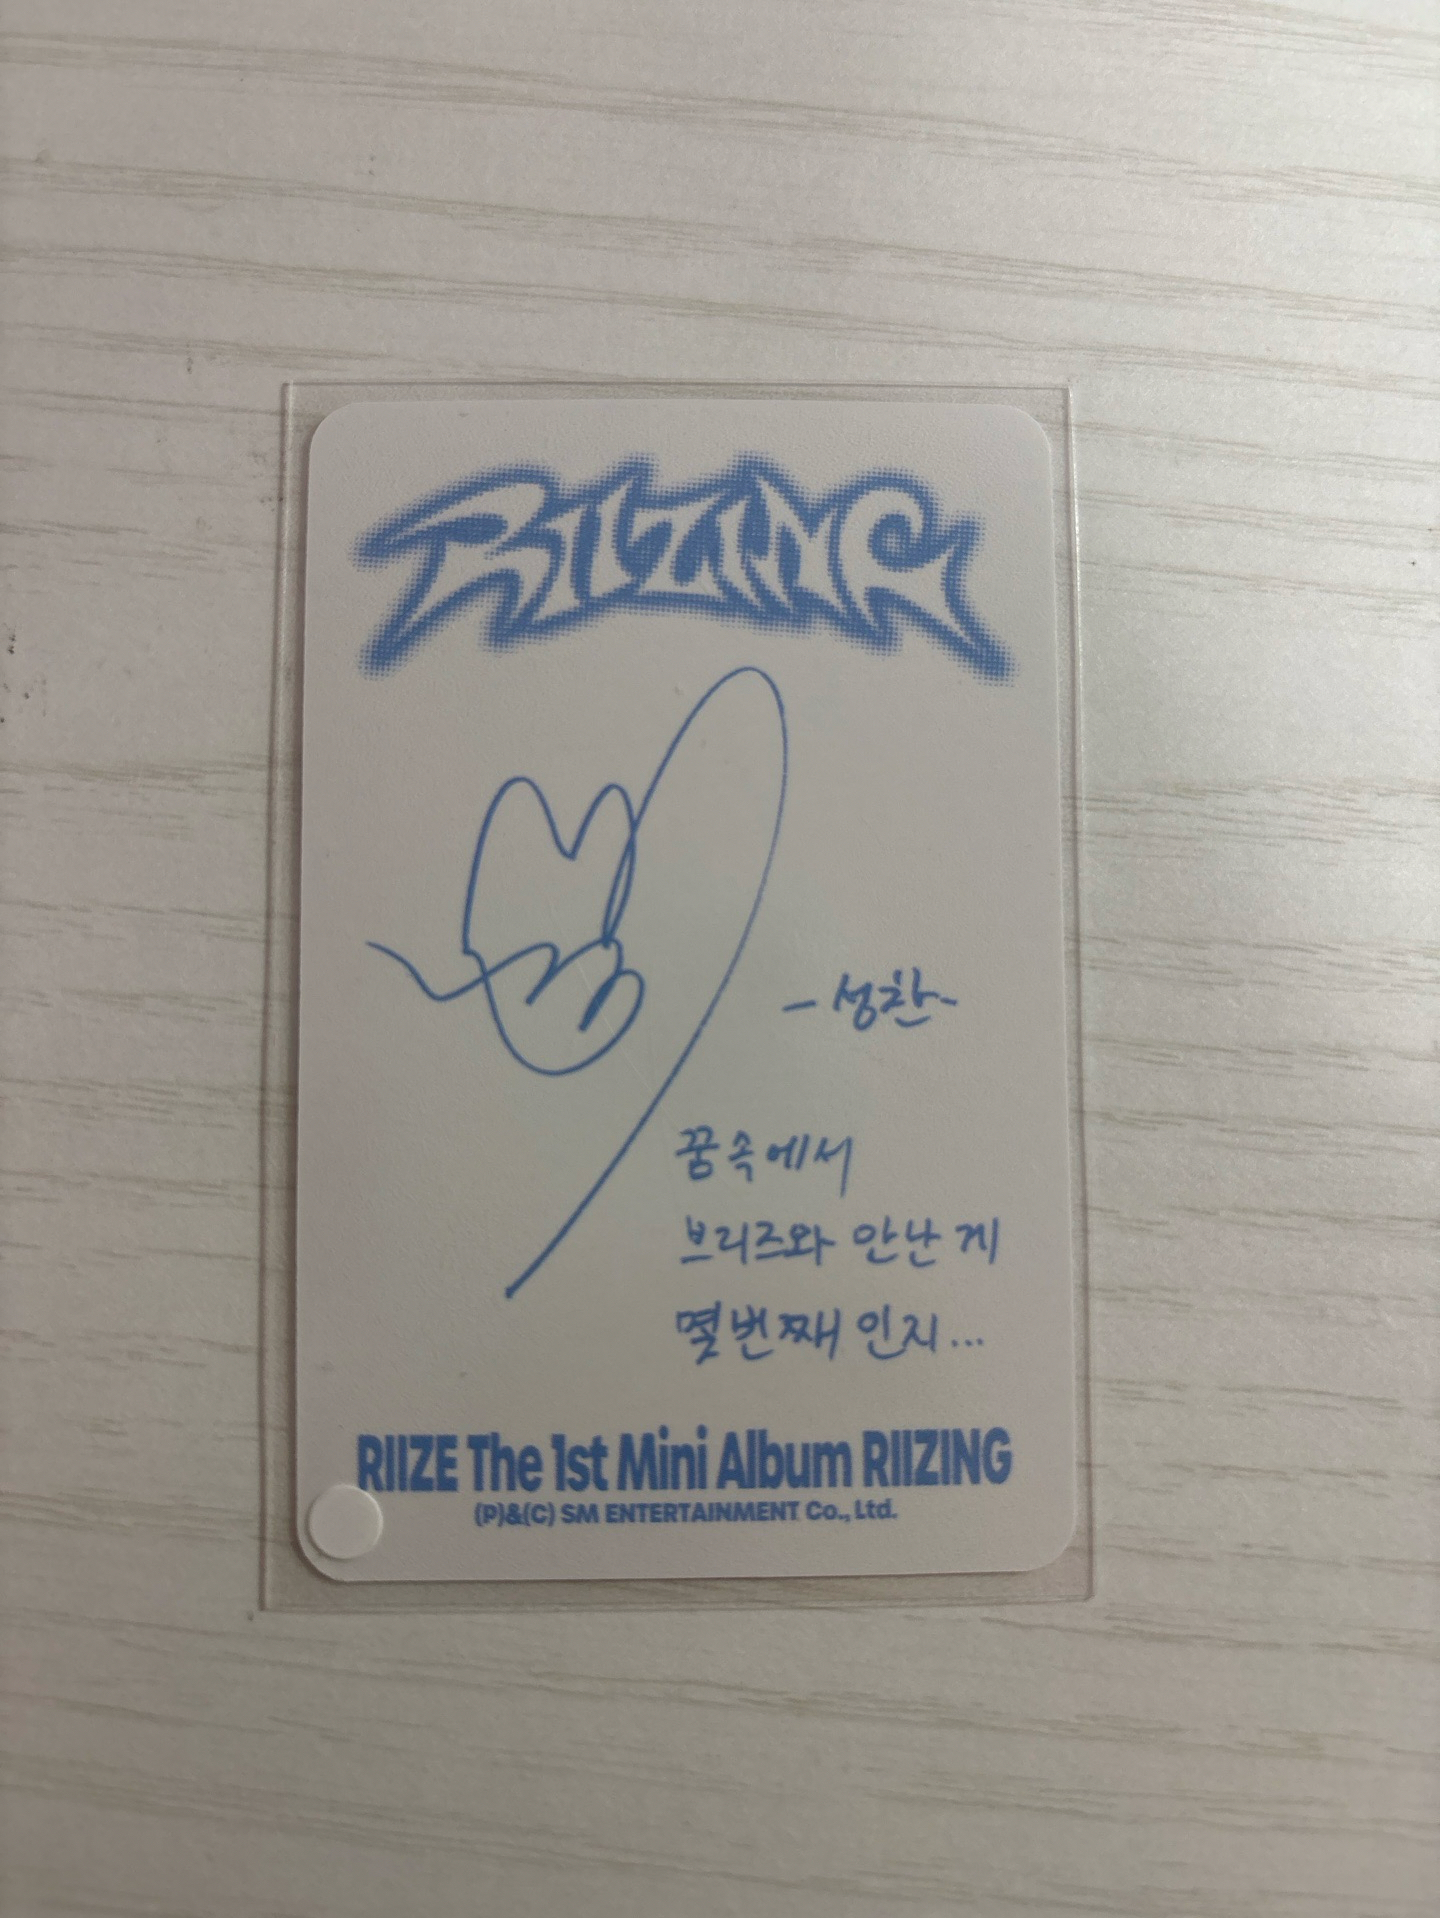 RIIZING
-성찬-
꿈속에서
브리즈와 만난 게
몇번째 인지...
RIIZE The 1st Mini Album RIIZING
(P)&(C) SM ENTERTAINMENT Co., Ltd.